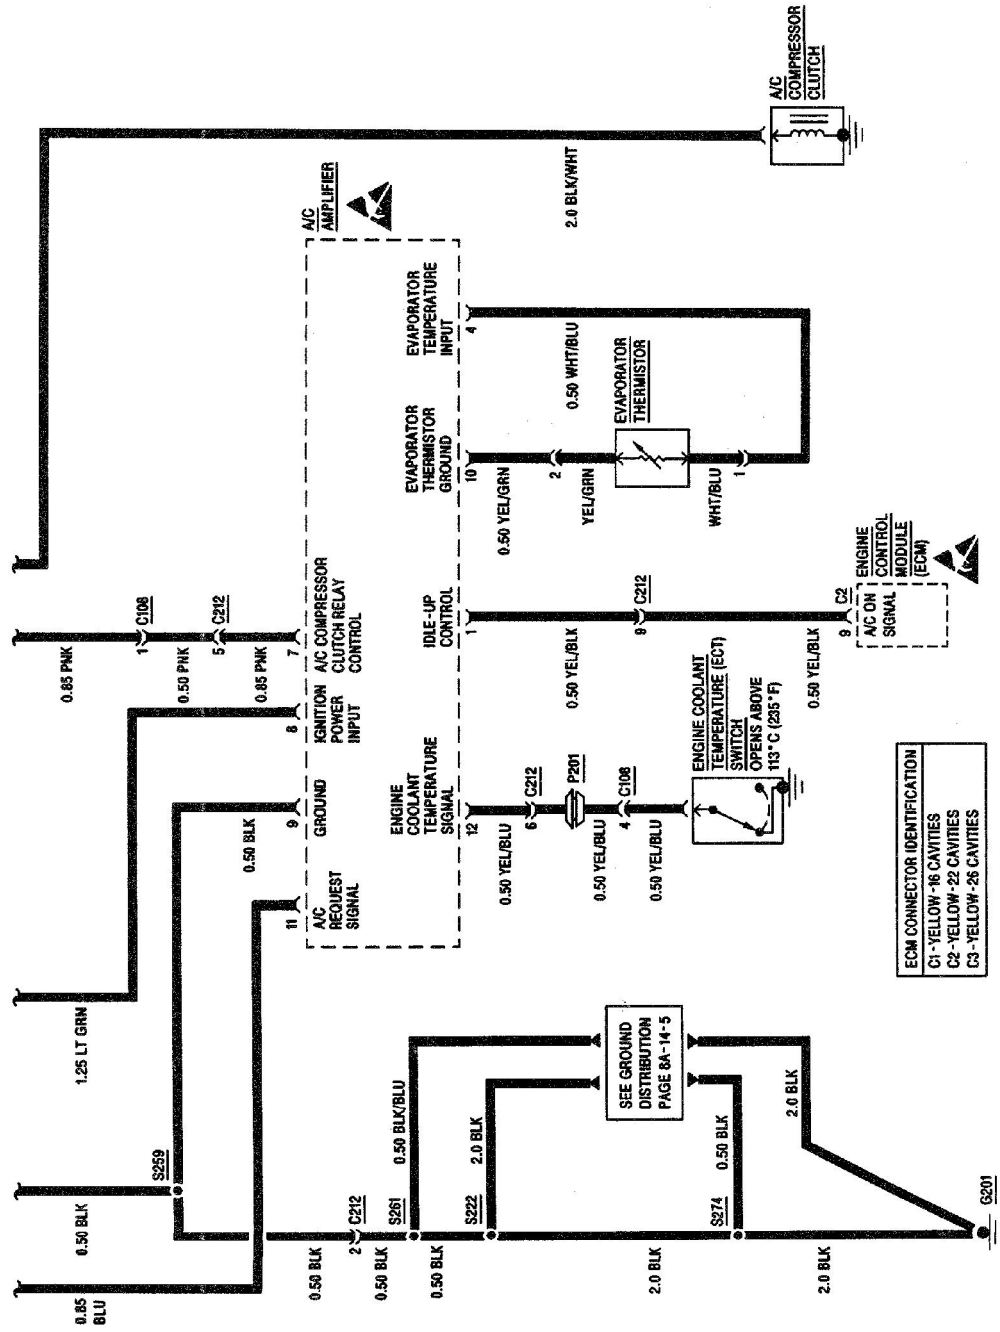 0.85
BLU
0.50 BLK
1.25 LT GRN
0.85 PNK
S259
1
C108
0.50 PNK
5
C212
0.50 BLK
0.85 PNK
11
9
8
7
A/C
REQUEST
SIGNAL
GROUND
IGNITION
POWER
INPUT
A/C COMPRESSOR
CLUTCH RELAY
CONTROL
A/C
AMPLIFIER
0.50 BLK
2
C212
0.50 BLK
S261
0.50 BLK/BLU
0.50 BLK
ENGINE
COOLANT
TEMPERATURE
SIGNAL
IDLE-UP
CONTROL
EVAPORATOR
THERMISTOR
GROUND
EVAPORATOR
TEMPERATURE
INPUT
12
1
10
4
S222
2.0 BLK
0.50 YEL/BLU
6
C212
0.50 YEL/GRN
2
0.50 YEL/BLK
0.50 WHT/BLU
2.0 BLK/WHT
P201
0.50 YEL/BLU
YEL/GRN
4
C108
9
C212
EVAPORATOR
THERMISTOR
SEE GROUND
DISTRIBUTION
PAGE 8A-14-5
0.50 YEL/BLU
2.0 BLK
ENGINE COOLANT
TEMPERATURE (ECT)
SWITCH
OPENS ABOVE
113°C (235°F)
WHT/BLU
1
S274
0.50 BLK
2.0 BLK
A/C
COMPRESSOR
CLUTCH
2.0 BLK
0.50 YEL/BLK
9
C2
A/C ON
SIGNAL
ENGINE
CONTROL
MODULE
(ECM)
ECM CONNECTOR IDENTIFICATION
C1-YELLOW-16 CAVITIES
C2-YELLOW-22 CAVITIES
C3-YELLOW-26 CAVITIES
G201